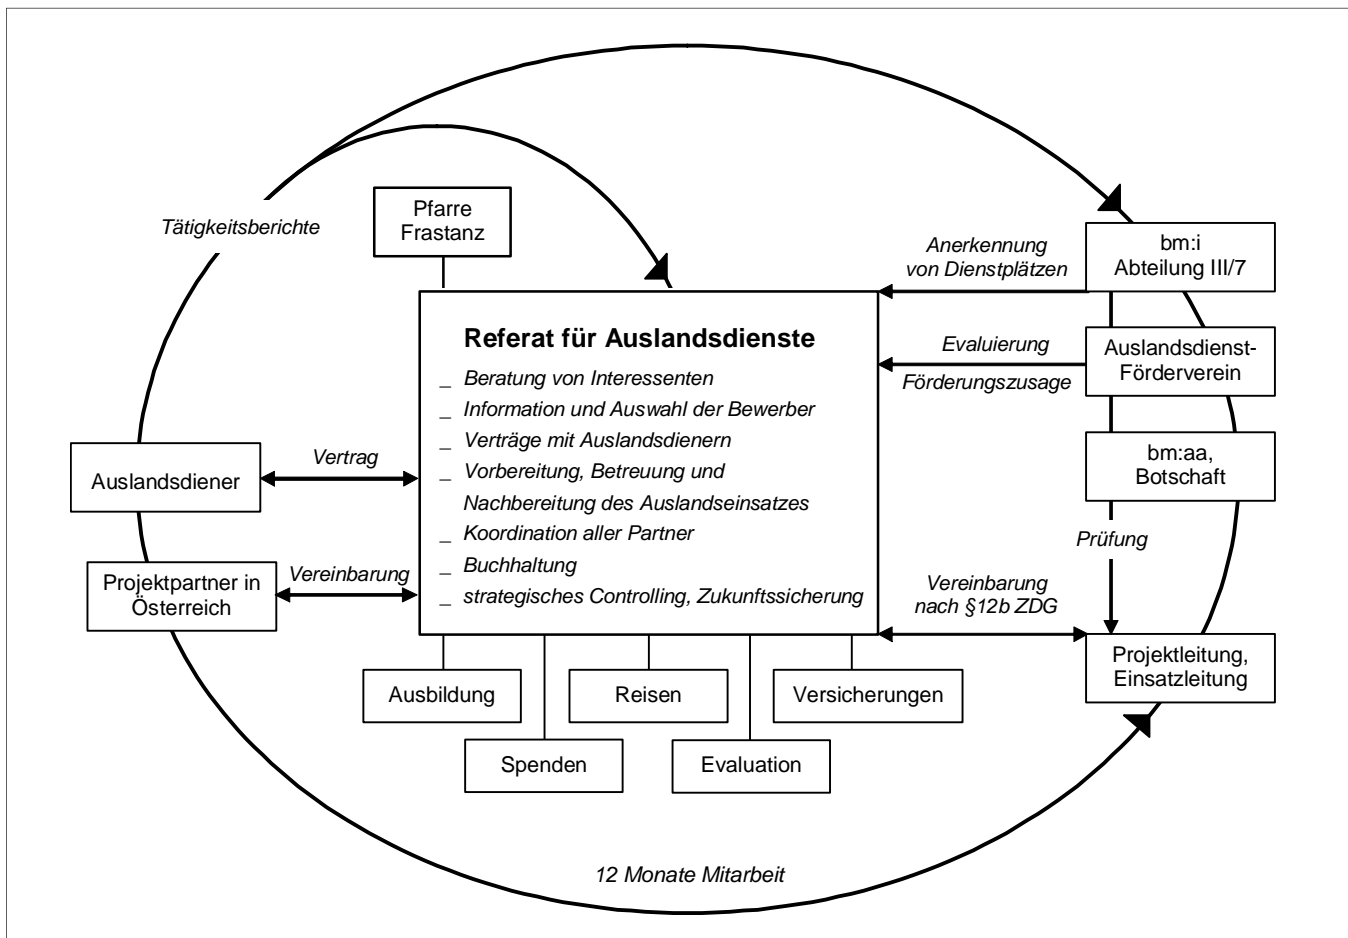 Tätigkeitsberichte
Pfarre
Frastanz
Anerkennung
von Dienstplätzen
bm:i
Abteilung III/7
Referat für Auslandsdienste
_ Beratung von Interessenten
_ Information und Auswahl der Bewerber
_ Verträge mit Auslandsdienern
_ Vorbereitung, Betreuung und
Nachbereitung des Auslandseinsatzes
_ Koordination aller Partner
_ Buchhaltung
_ strategisches Controlling, Zukunftssicherung
Evaluierung
Förderungszusage
Auslandsdienst-
Förderverein
bm:aa,
Botschaft
Auslandsdiener
Vertrag
Projektpartner in
Österreich
Vereinbarung
Prüfung
Vereinbarung
nach §12b ZDG
Projektleitung,
Einsatzleitung
Ausbildung
Reisen
Versicherungen
Spenden
Evaluation
12 Monate Mitarbeit